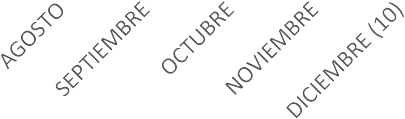 AGOSTO
SEPTIEMBRE
OCTUBRE
NOVIEMBRE
DICIEMBRE (10)